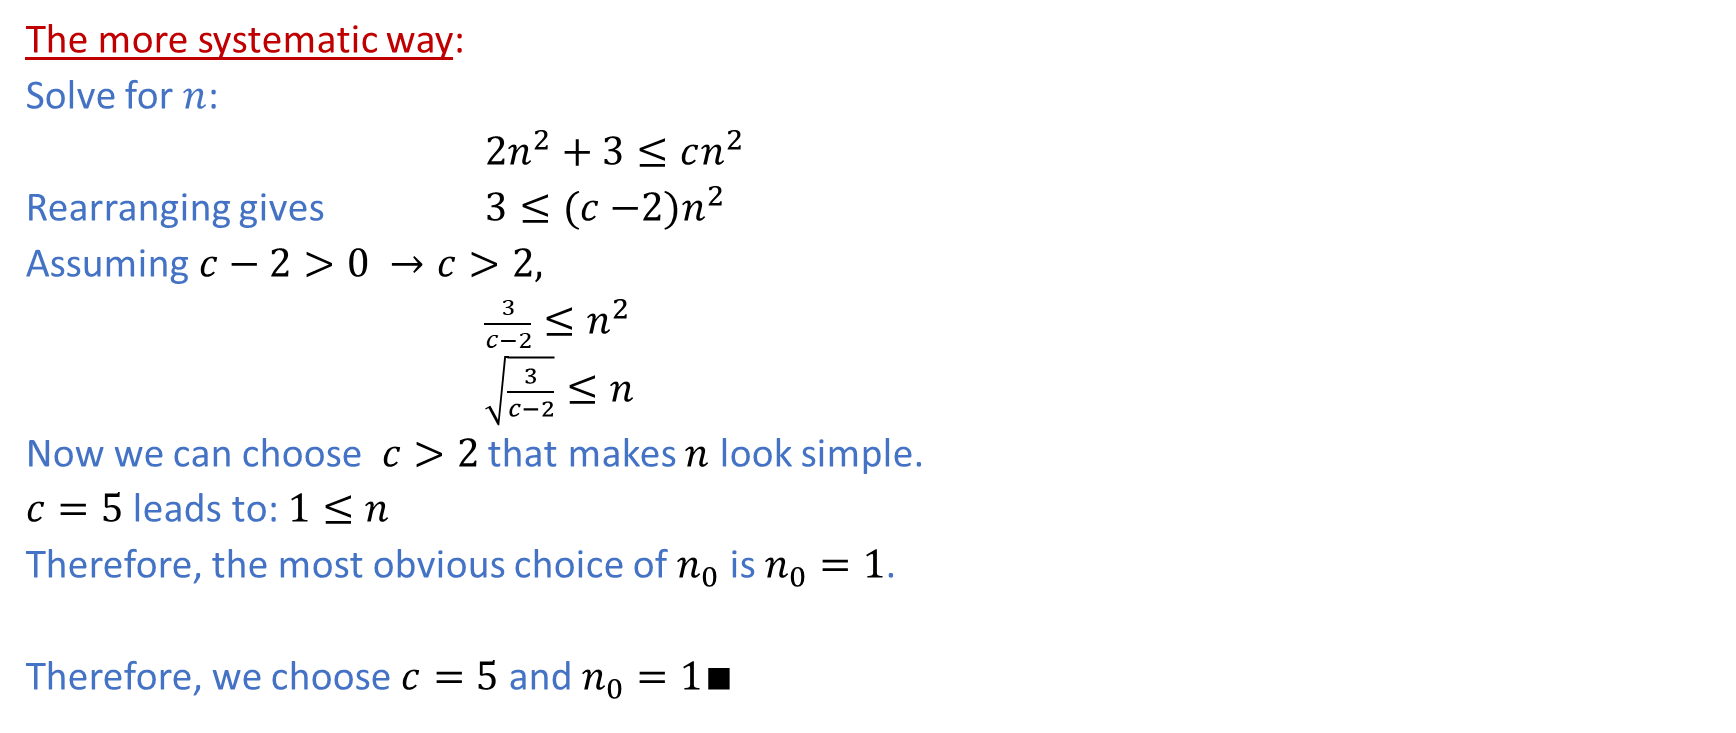 The more systematic way:
Solve for n:
2n² + 3 ≤ cn²
Rearranging gives 3 ≤ (c −2)n²
Assuming c − 2 > 0 → c > 2,
3/(c−2) ≤ n²
√(3/(c−2)) ≤ n
Now we can choose c > 2 that makes n look simple.
c = 5 leads to: 1 ≤ n
Therefore, the most obvious choice of n₀ is n₀ = 1.
Therefore, we choose c = 5 and n₀ = 1■